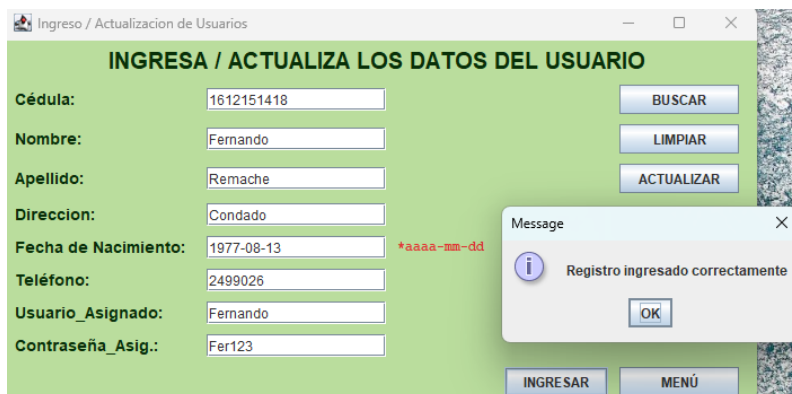 Ingreso / Actualizacion de Usuarios
INGRESA / ACTUALIZA LOS DATOS DEL USUARIO
Cédula: 1612151418 BUSCAR
Nombre: Fernando LIMPIAR
Apellido: Remache ACTUALIZAR
Direccion: Condado
Message
Fecha de Nacimiento: 1977-08-13 *aaaa-mm-dd
Registro ingresado correctamente
Teléfono: 2499026
OK
Usuario_Asignado: Fernando
Contraseña_Asig.: Fer123
INGRESAR MENÚ